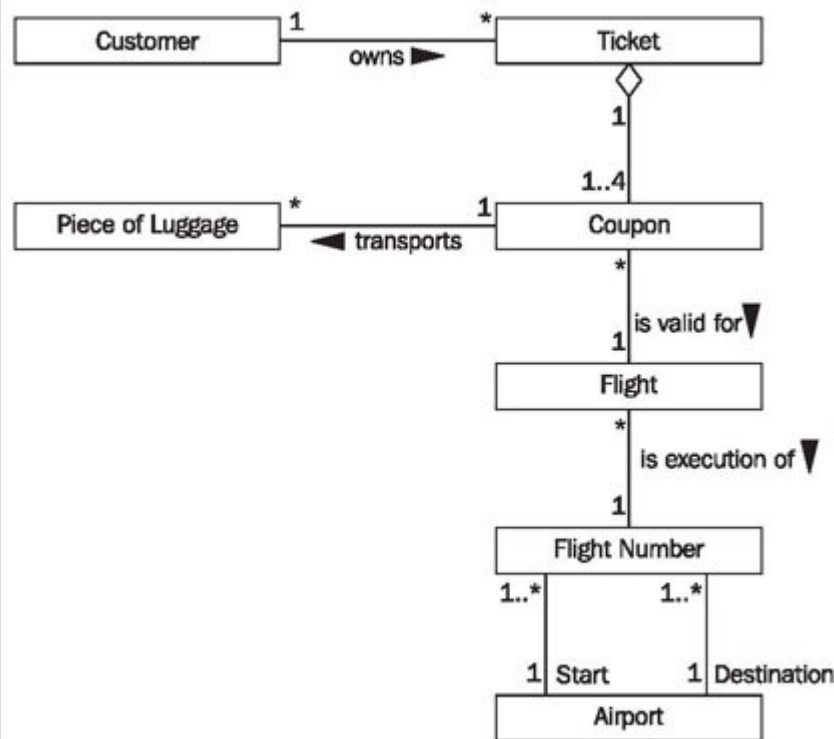 Customer 1 * Ticket
owns
1
1..4
Piece of Luggage * 1 Coupon
transports
*
is valid for
1
Flight
*
is execution of
1
Flight Number
1..* 1..*
1 Start 1 Destination
Airport